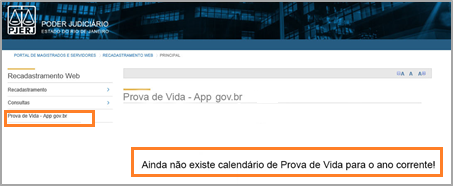 PJERJ
PODER JUDICIÁRIO
ESTADO DO RIO DE JANEIRO
PORTAL DE MAGISTRADOS E SERVIDORES RECADASTRAMENTO WEB PRINCIPAL
Recadastramento Web
Recadastramento
Consultas
Prova de Vida - App gov.br
Prova de Vida - App gov.br
Ainda não existe calendário de Prova de Vida para o ano corrente!